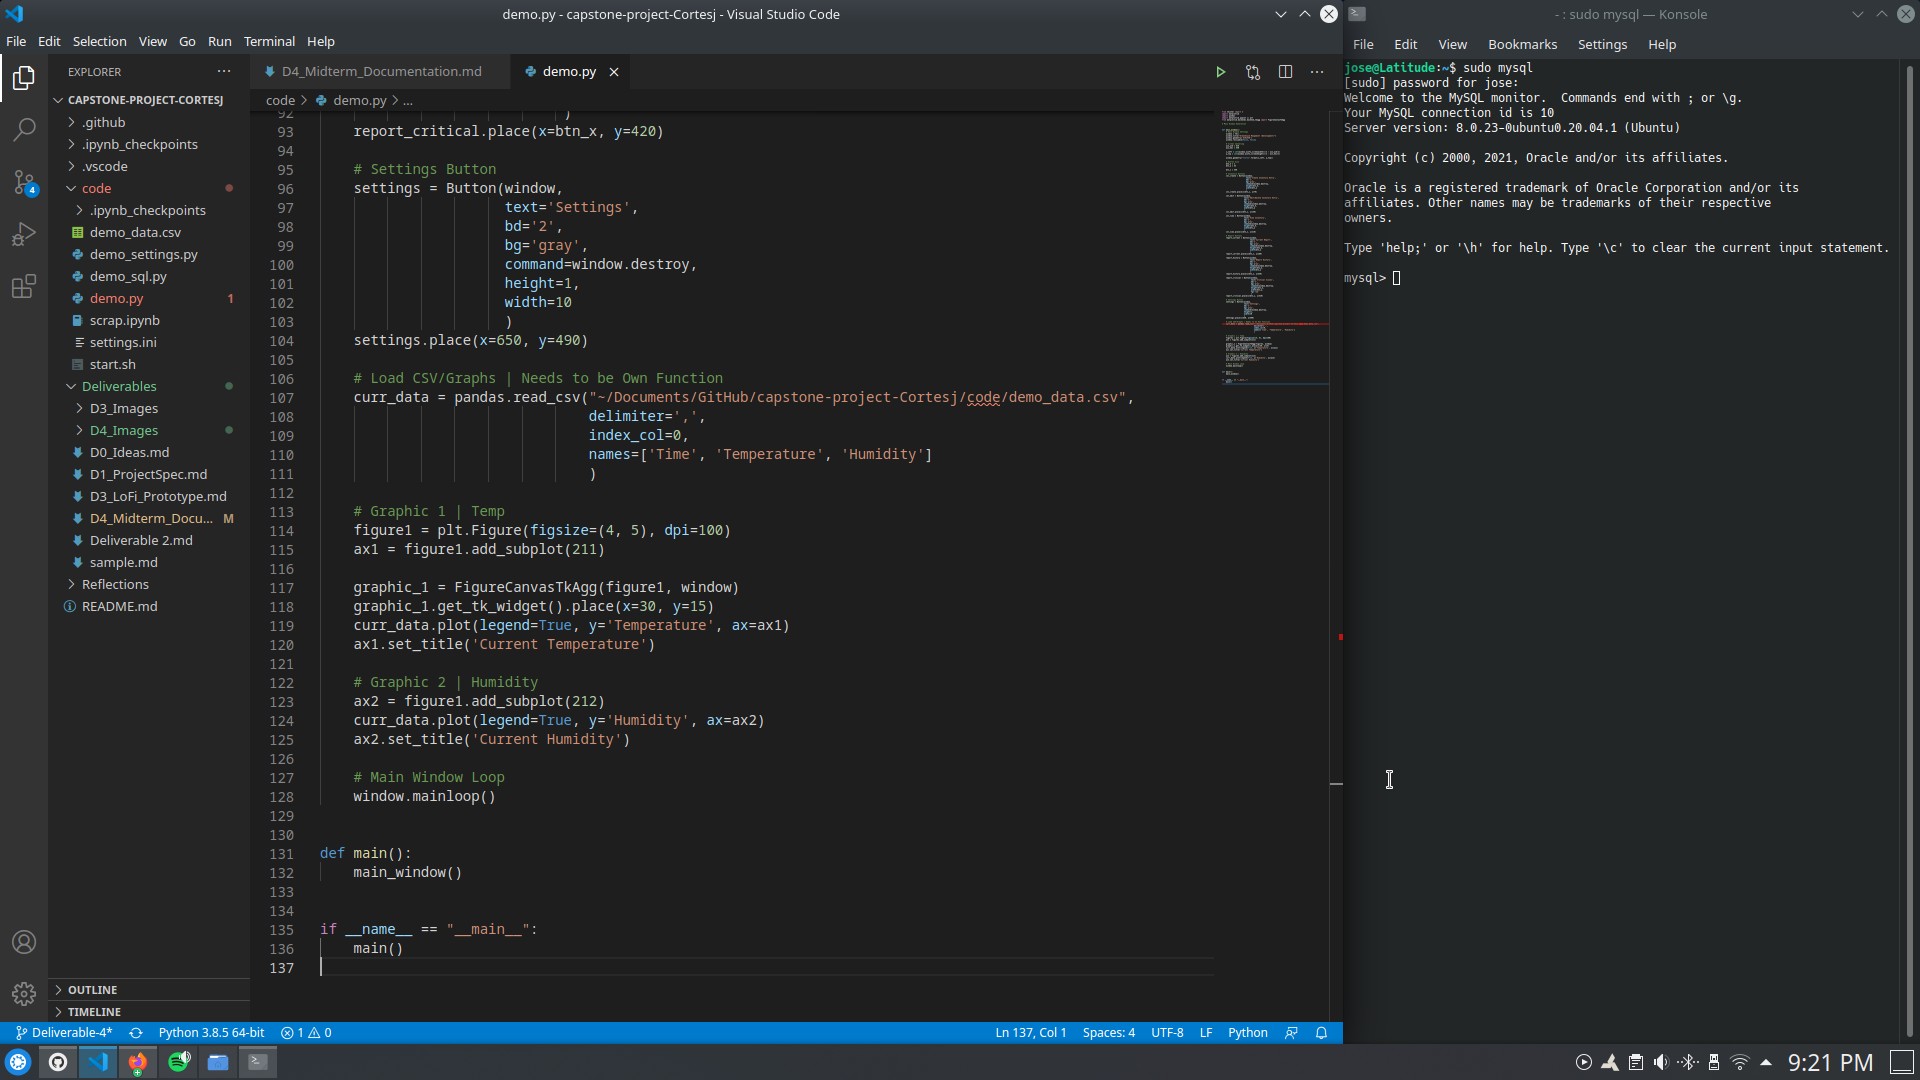 demo.py - capstone-project-Cortesj - Visual Studio Code
File Edit Selection View Go Run Terminal Help
EXPLORER
CAPSTONE-PROJECT-CORTESJ
.github
.ipynb_checkpoints
.vscode
code
.ipynb_checkpoints
demo_data.csv
demo_settings.py
demo_sql.py
demo.py 1
scrap.ipynb
settings.ini
start.sh
Deliverables
D3_Images
D4_Images
D0_Ideas.md
D1_ProjectSpec.md
D3_LoFi_Prototype.md
D4_Midterm_Docu... M
Deliverable 2.md
sample.md
Reflections
README.md
OUTLINE
TIMELINE
4
D4_Midterm_Documentation.md demo.py
code > demo.py > ...
92 )
93 report_critical.place(x=btn_x, y=420)
94
95 # Settings Button
96 settings = Button(window,
97 text='Settings',
98 bd='2',
99 bg='gray',
100 command=window.destroy,
101 height=1,
102 width=10
103 )
104 settings.place(x=650, y=490)
105
106 # Load CSV/Graphs | Needs to be Own Function
107 curr_data = pandas.read_csv("~/Documents/GitHub/capstone-project-Cortesj/code/demo_data.csv",
108 delimiter=',',
109 index_col=0,
110 names=['Time', 'Temperature', 'Humidity']
111 )
112
113 # Graphic 1 | Temp
114 figure1 = plt.Figure(figsize=(4, 5), dpi=100)
115 ax1 = figure1.add_subplot(211)
116
117 graphic_1 = FigureCanvasTkAgg(figure1, window)
118 graphic_1.get_tk_widget().place(x=30, y=15)
119 curr_data.plot(legend=True, y='Temperature', ax=ax1)
120 ax1.set_title('Current Temperature')
121
122 # Graphic 2 | Humidity
123 ax2 = figure1.add_subplot(212)
124 curr_data.plot(legend=True, y='Humidity', ax=ax2)
125 ax2.set_title('Current Humidity')
126
127 # Main Window Loop
128 window.mainloop()
129
130
131 def main():
132 main_window()
133
134
135 if __name__ == "__main__":
136 main()
137
Deliverable-4* Python 3.8.5 64-bit 1 0 Ln 137, Col 1 Spaces: 4 UTF-8 LF Python
- : sudo mysql — Konsole
File Edit View Bookmarks Settings Help
jose@Latitude:~$ sudo mysql
[sudo] password for jose:
Welcome to the MySQL monitor.  Commands end with ; or \g.
Your MySQL connection id is 10
Server version: 8.0.23-0ubuntu0.20.04.1 (Ubuntu)
Copyright (c) 2000, 2021, Oracle and/or its affiliates.
Oracle is a registered trademark of Oracle Corporation and/or its
affiliates. Other names may be trademarks of their respective
owners.
Type 'help;' or '\h' for help. Type '\c' to clear the current input statement.
mysql>
9:21 PM